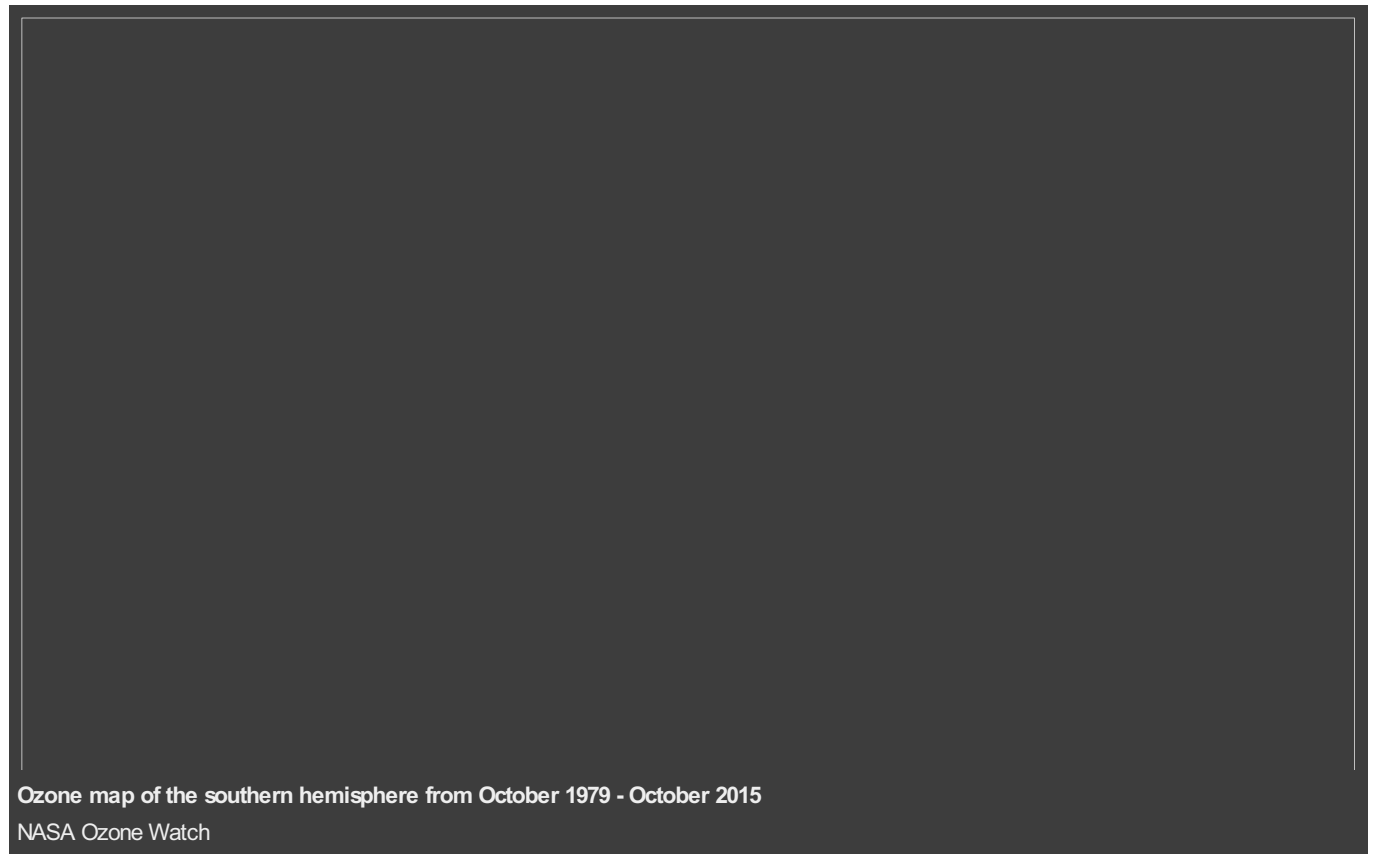 Ozone map of the southern hemisphere from October 1979 - October 2015
NASA Ozone Watch